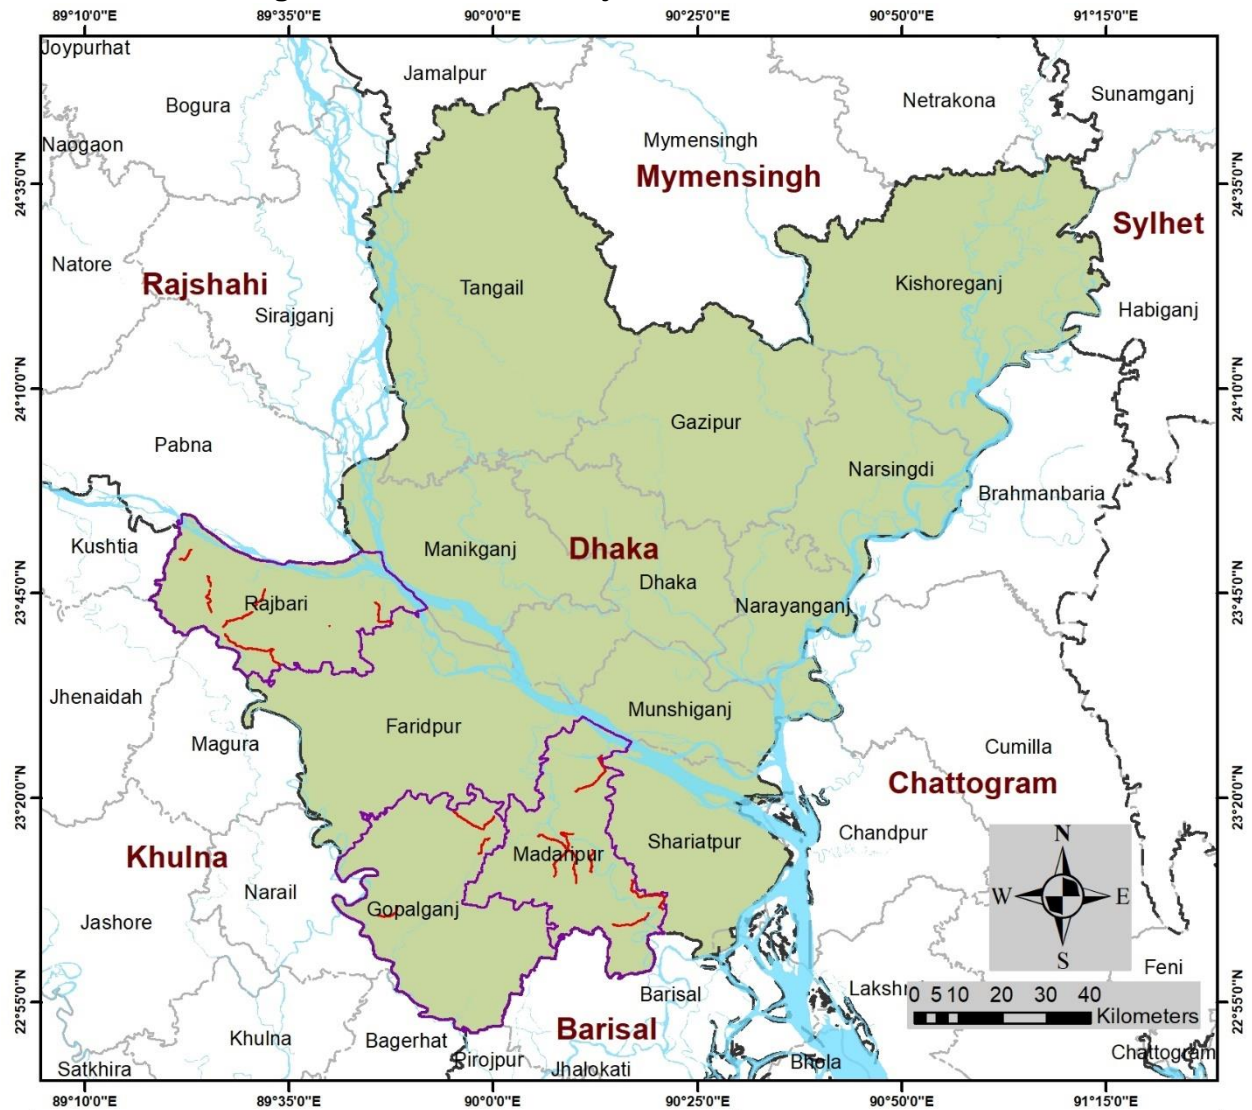 89°10'0"E 89°35'0"E 90°00'0"E 90°25'0"E 90°50'0"E 91°15'0"E
Joypurhat
Jamalpur
Bogura
Netrakona
Sunamganj
Naogaon
Mymensingh
Mymensingh
24°35'0"N 24°35'0"N
Sylhet
Natore
Rajshahi
Tangail
Kishoreganj
Sirajganj
Habiganj
24°10'0"N 24°10'0"N
Gazipur
Pabna
Narsingdi
Brahmanbaria
Kushtia
Manikganj
Dhaka
Dhaka
23°45'0"N 23°45'0"N
Rajbari
Narayanganj
Jhenaidah
Munshiganj
Faridpur
Magura
Cumilla
Chattogram
23°20'0"N 23°20'0"N
Chandpur
Shariatpur
Khulna
Madaripur
N
Narail
W E
Gopalganj
Jashore
S
Feni
Barisal
Lakshm
22°55'0"N 22°55'0"N
0 5 10 20 30 40
Kilometers
Barisal
Khulna
Bagerhat
Pirojpur
Bhola
Chattogram
Satkhira
Jhalokati
89°10'0"E 89°35'0"E 90°0'0"E 90°25'0"E 90°50'0"E 91°15'0"E